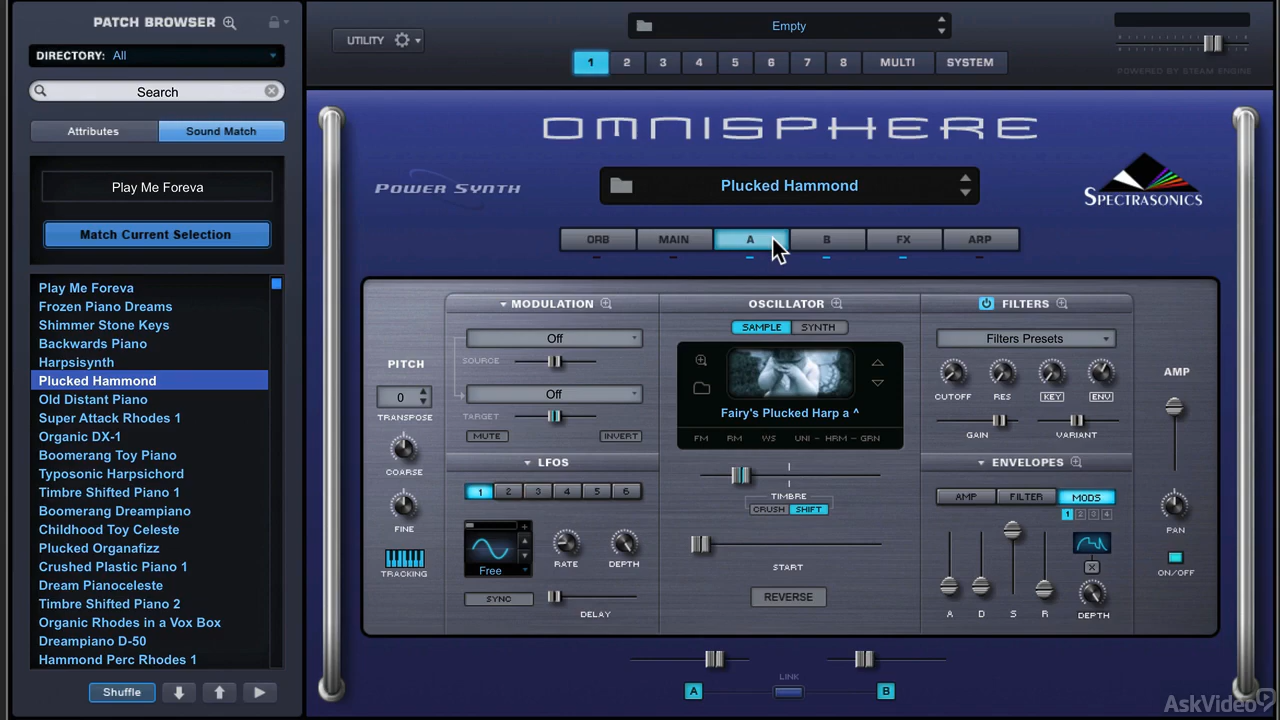 PATCH BROWSER
DIRECTORY: All
Search
Attributes
Sound Match
Play Me Foreva
Match Current Selection
Play Me Foreva
Frozen Piano Dreams
Shimmer Stone Keys
Backwards Piano
Harpsisynth
Plucked Hammond
Old Distant Piano
Super Attack Rhodes 1
Organic DX-1
Boomerang Toy Piano
Typosonic Harpsichord
Timbre Shifted Piano 1
Boomerang Dreampiano
Childhood Toy Celeste
Plucked Organafizz
Crushed Plastic Piano 1
Dream Pianoceleste
Timbre Shifted Piano 2
Organic Rhodes in a Vox Box
Dreampiano D-50
Hammond Perc Rhodes 1
Shuffle
UTILITY
Empty
1 2 3 4 5 6 7 8 MULTI SYSTEM
POWERED BY STEAM ENGINE
OMNISPHERE
POWER SYNTH
Plucked Hammond
SPECTRASONICS
ORB MAIN A B FX ARP
PITCH
0
TRANSPOSE
COARSE
FINE
TRACKING
MODULATION
Off
SOURCE
Off
TARGET
MUTE INVERT
LFOS
1 2 3 4 5 6
Free
RATE DEPTH
SYNC
DELAY
OSCILLATOR
SAMPLE SYNTH
Fairy's Plucked Harp a ^
FM RM WS UNI - HRM - GRN
TIMBRE
CRUSH SHIFT
START
REVERSE
FILTERS
Filters Presets
CUTOFF RES KEY ENV
GAIN VARIANT
ENVELOPES
AMP FILTER MODS
1 2 3 4
X
A D S R DEPTH
AMP
PAN
ON/OFF
LINK
A B
AskVideo